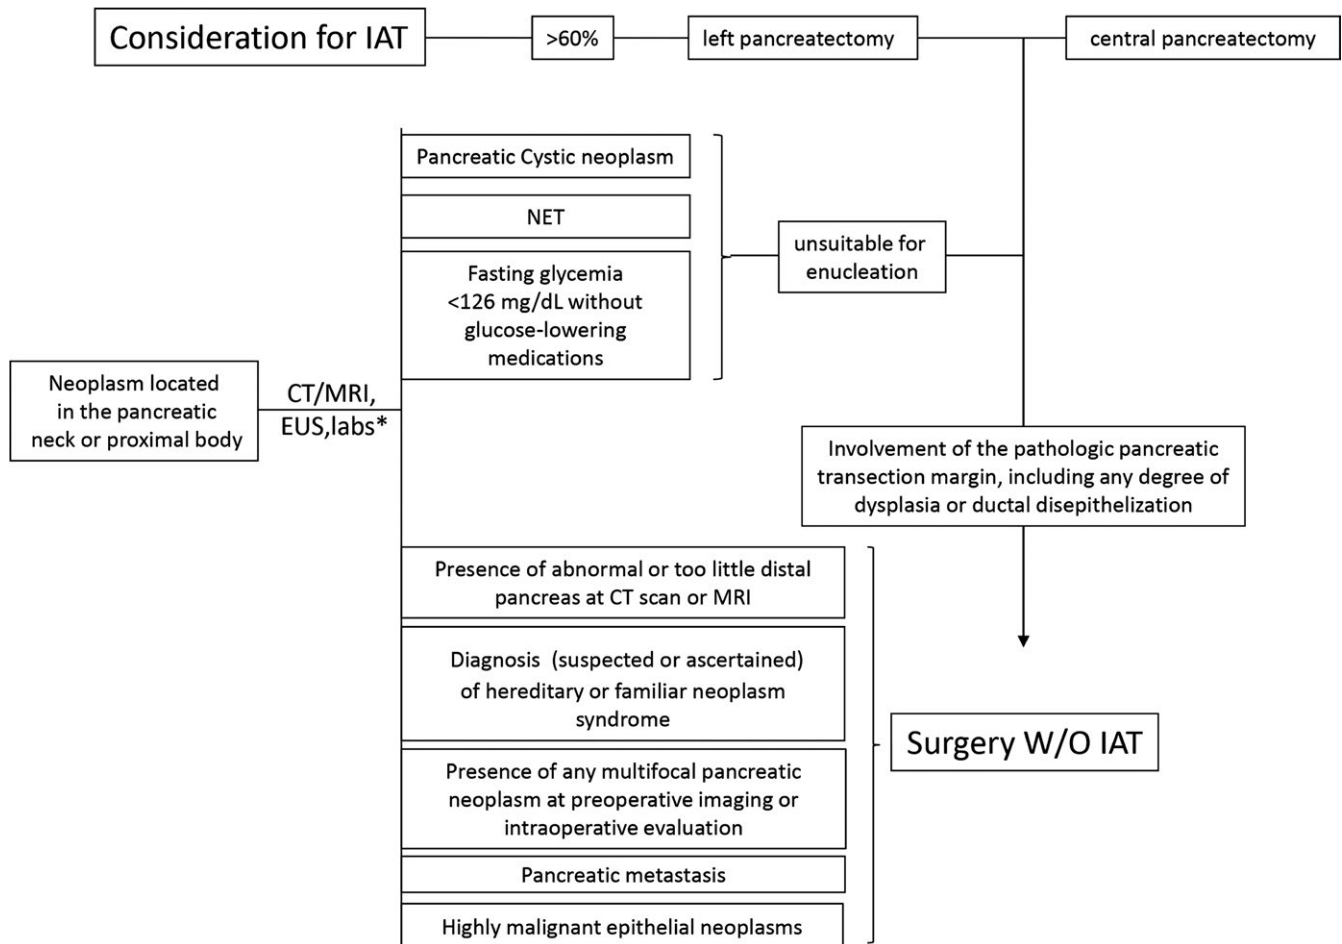 Consideration for IAT
>60%
left pancreatectomy
central pancreatectomy
Pancreatic Cystic neoplasm
NET
Fasting glycemia
<126 mg/dL without
glucose-lowering
medications
unsuitable for
enucleation
Neoplasm located
in the pancreatic
neck or proximal body
CT/MRI,
EUS,labs*
Involvement of the pathologic pancreatic
transection margin, including any degree of
dysplasia or ductal disepithelization
Presence of abnormal or too little distal
pancreas at CT scan or MRI
Diagnosis (suspected or ascertained)
of hereditary or familiar neoplasm
syndrome
Surgery W/O IAT
Presence of any multifocal pancreatic
neoplasm at preoperative imaging or
intraoperative evaluation
Pancreatic metastasis
Highly malignant epithelial neoplasms